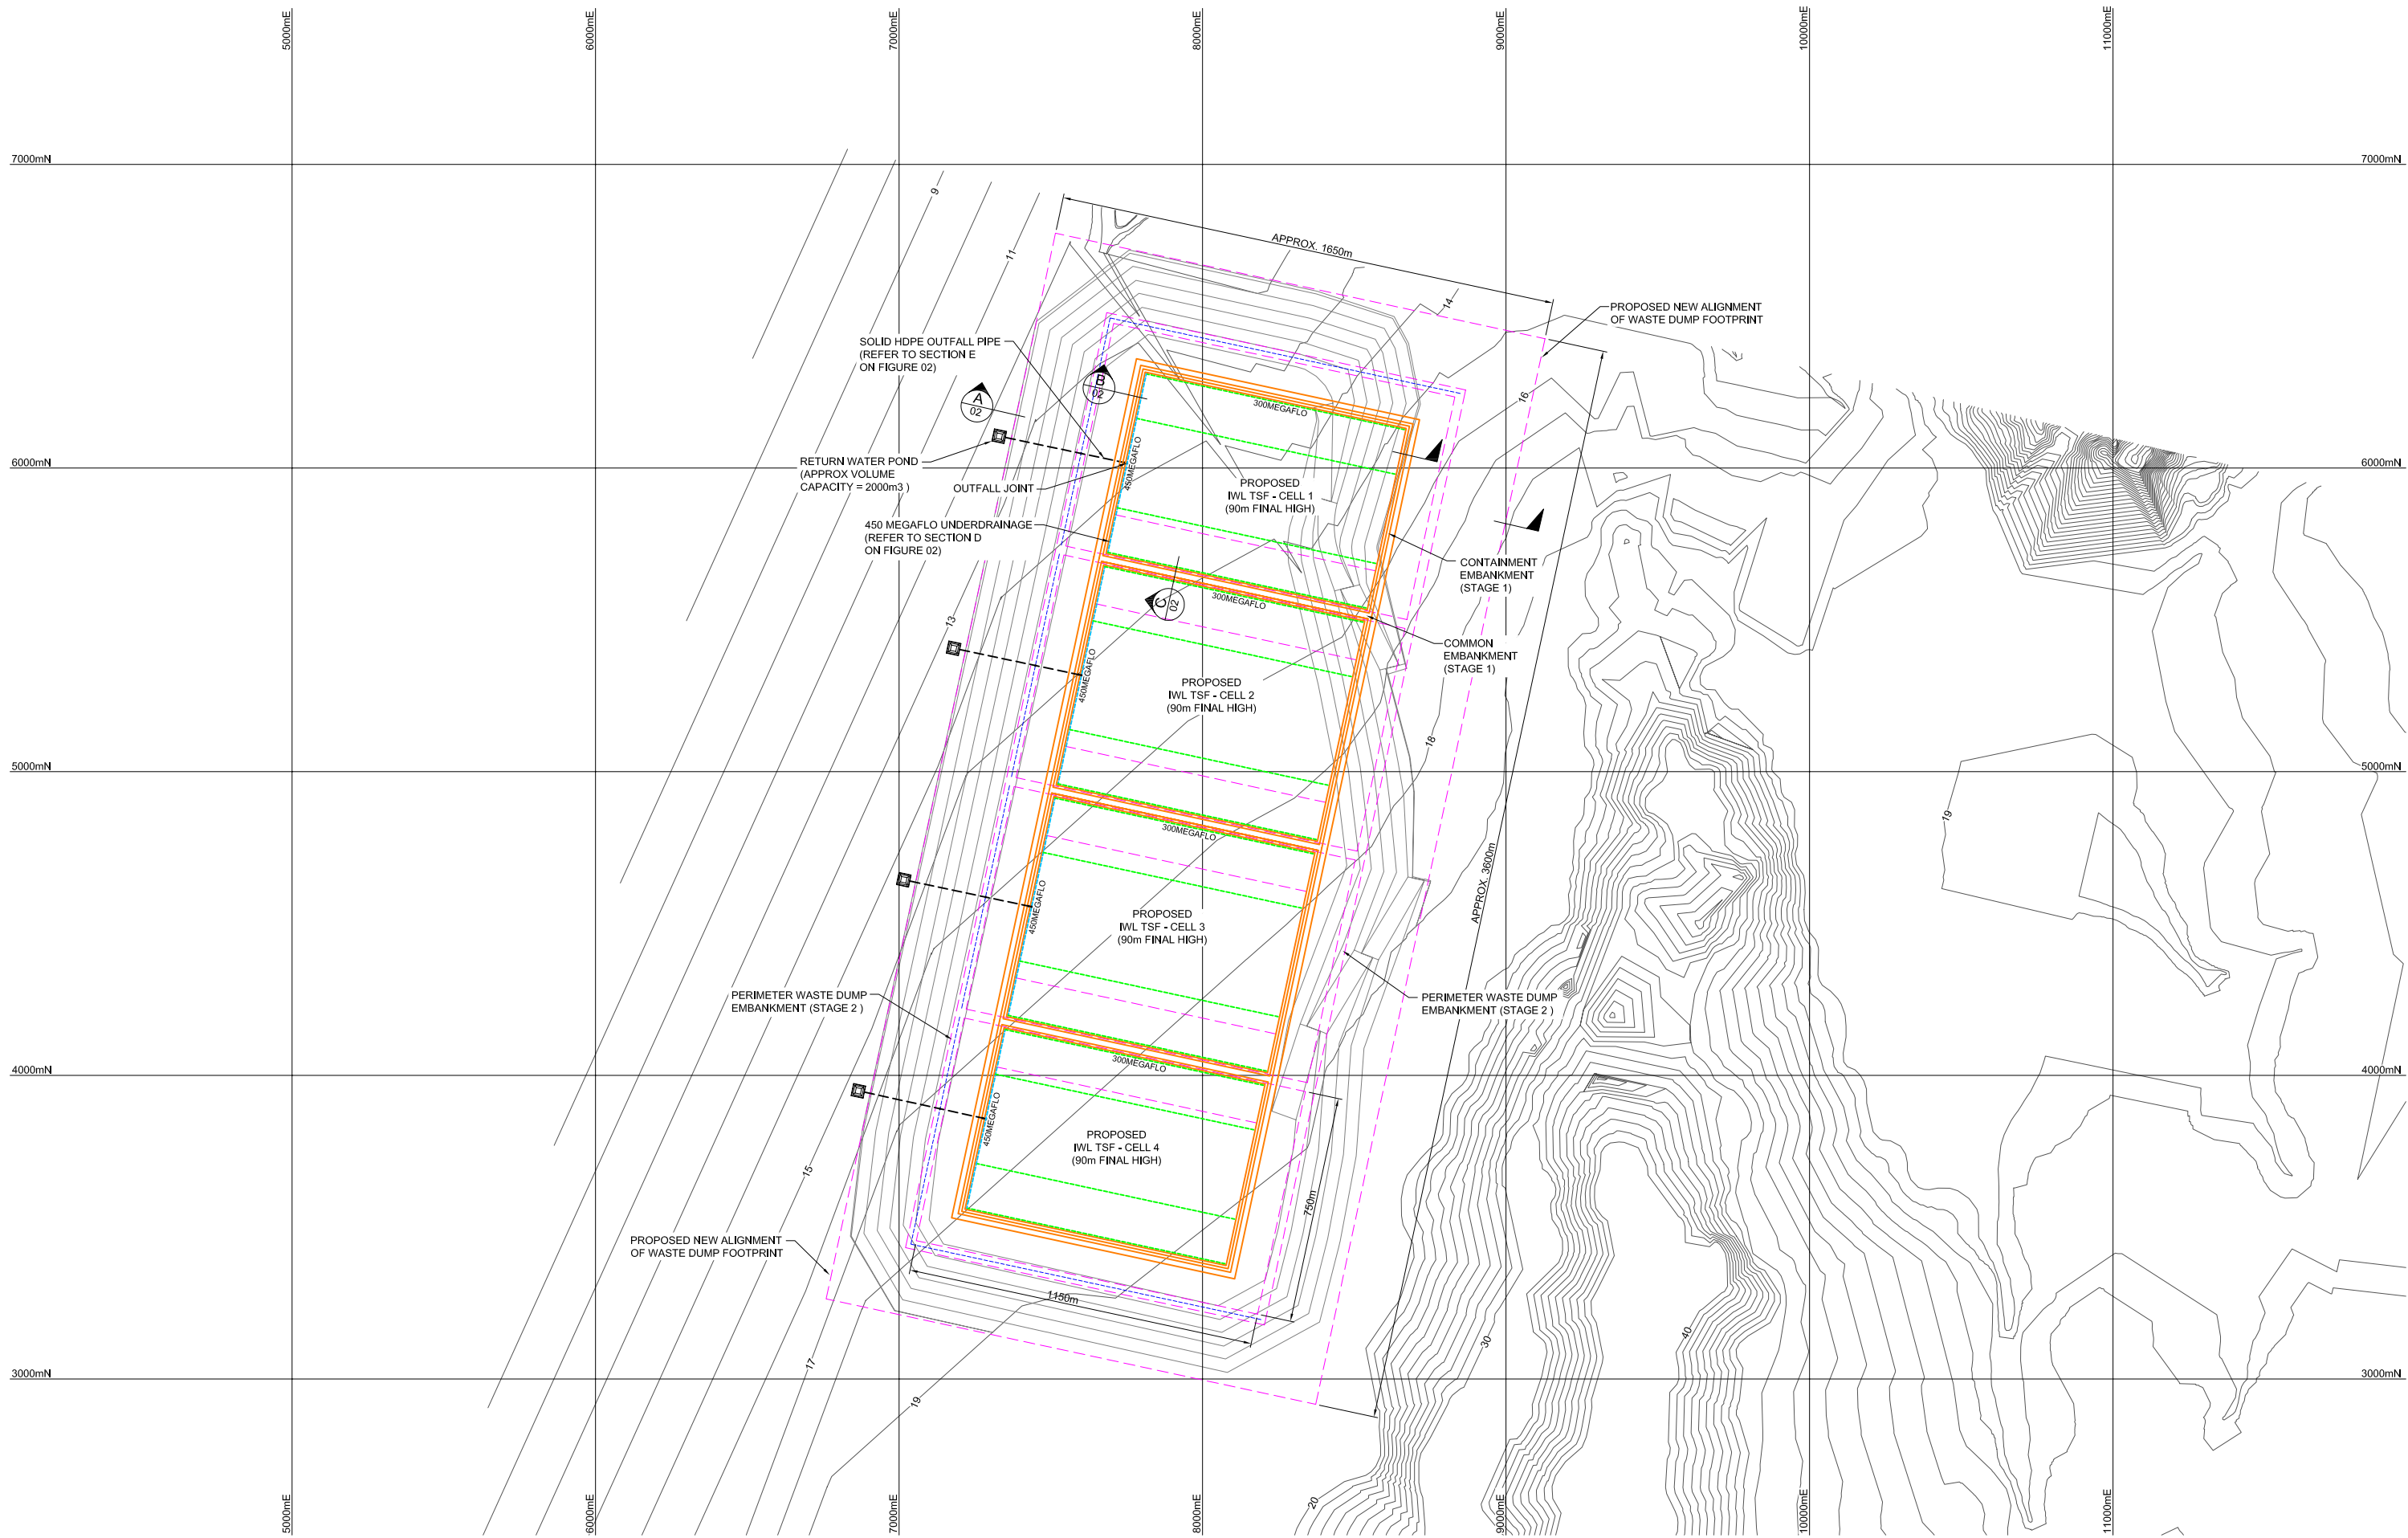 5000mE
6000mE
7000mE
8000mE
9000mE
10000mE
11000mE
7000mN
7000mN
9
11
APPROX. 1650m
14
PROPOSED NEW ALIGNMENT
OF WASTE DUMP FOOTPRINT
SOLID HDPE OUTFALL PIPE
(REFER TO SECTION E
ON FIGURE 02)
A
02
B
02
300MEGAFLO
16
450MEGAFLO
6000mN
6000mN
RETURN WATER POND
(APPROX VOLUME
CAPACITY = 2000m3 )
OUTFALL JOINT
PROPOSED
IWL TSF - CELL 1
(90m FINAL HIGH)
450 MEGAFLO UNDERDRAINAGE
(REFER TO SECTION D
ON FIGURE 02)
CONTAINMENT
EMBANKMENT
(STAGE 1)
C
02
300MEGAFLO
13
COMMON
EMBANKMENT
(STAGE 1)
450MEGAFLO
PROPOSED
IWL TSF - CELL 2
(90m FINAL HIGH)
18
5000mN
5000mN
300MEGAFLO
19
APPROX. 3600m
450MEGAFLO
PROPOSED
IWL TSF - CELL 3
(90m FINAL HIGH)
PERIMETER WASTE DUMP
EMBANKMENT (STAGE 2 )
PERIMETER WASTE DUMP
EMBANKMENT (STAGE 2 )
300MEGAFLO
4000mN
4000mN
450MEGAFLO
PROPOSED
IWL TSF - CELL 4
(90m FINAL HIGH)
15
750m
PROPOSED NEW ALIGNMENT
OF WASTE DUMP FOOTPRINT
1150m
17
30
40
3000mN
3000mN
19
20
5000mE
6000mE
7000mE
8000mE
9000mE
10000mE
11000mE